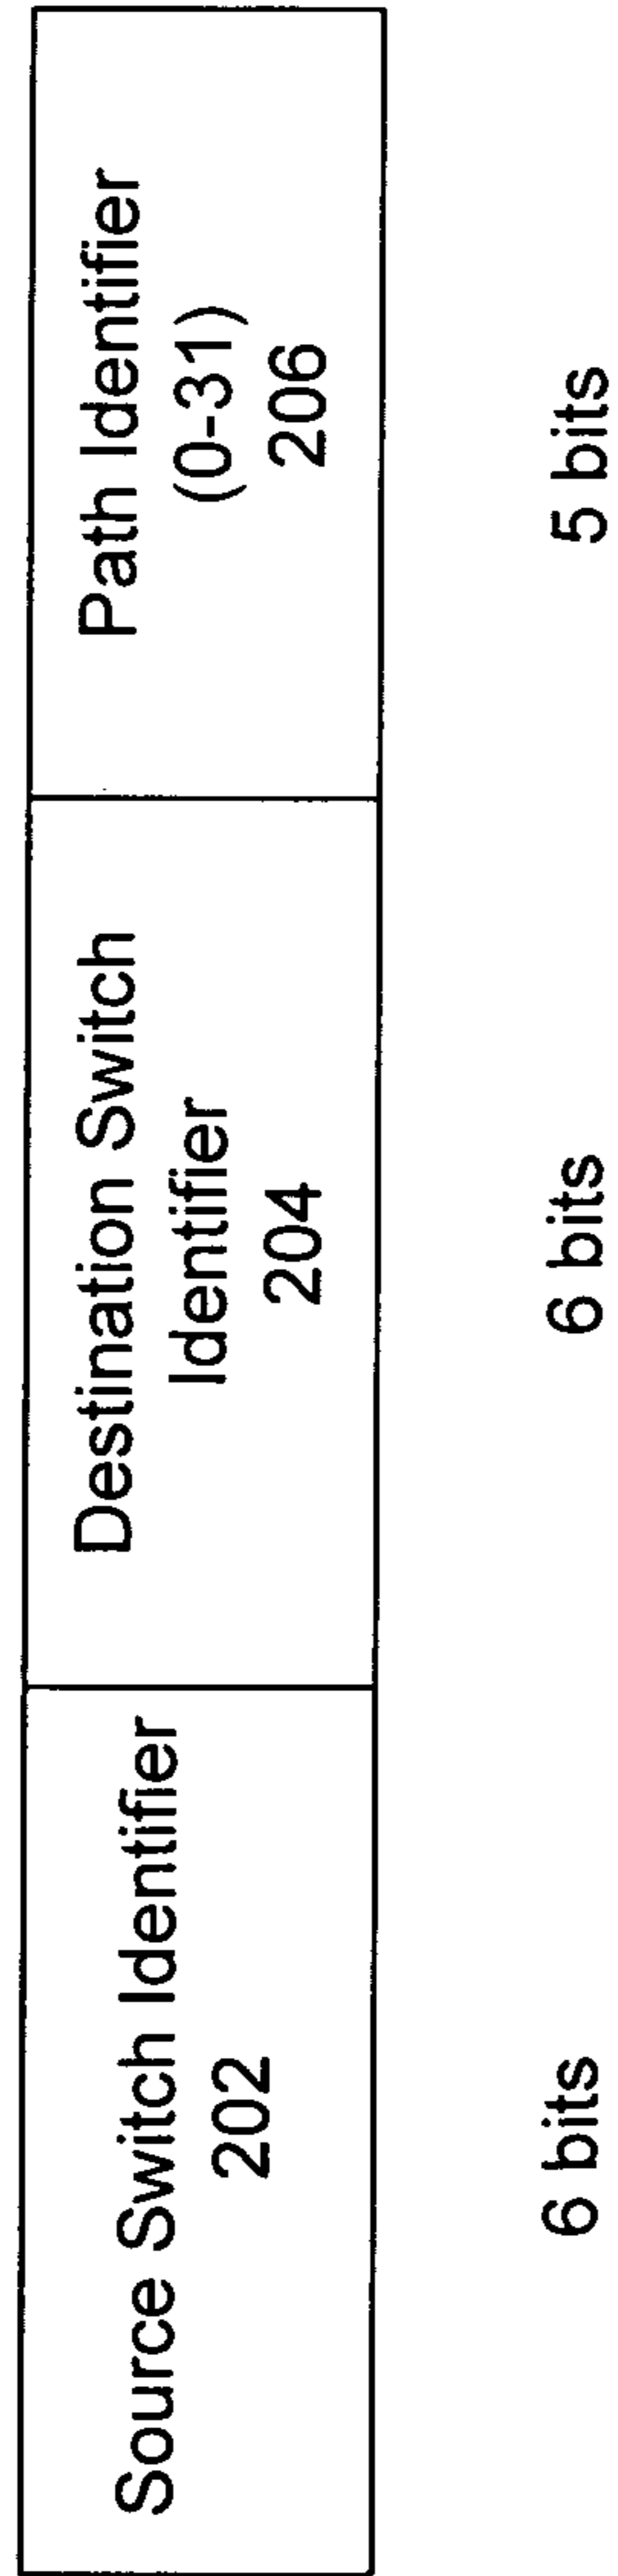 Source Switch Identifier
202
Destination Switch
Identifier
204
Path Identifier
(0-31)
206
6 bits
6 bits
5 bits